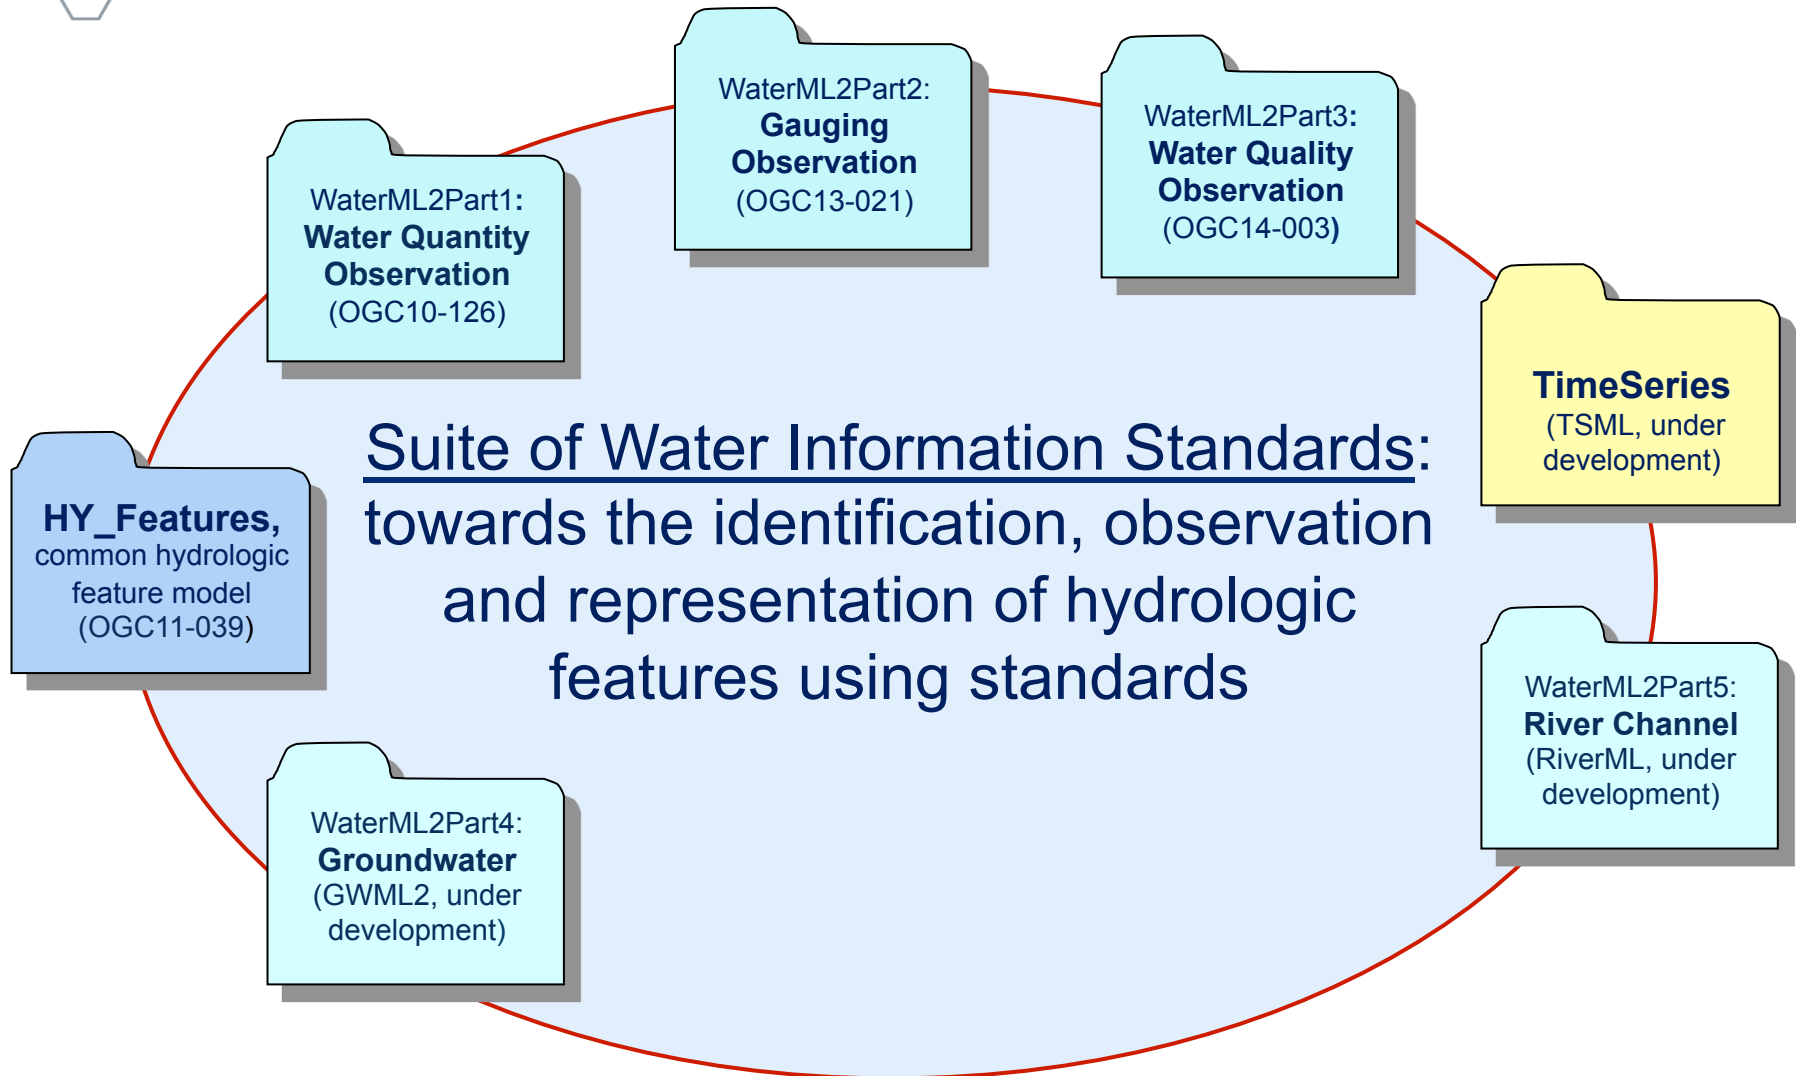 WaterML2Part2:
Gauging
Observation
(OGC13-021)
WaterML2Part3:
Water Quality
Observation
(OGC14-003)
WaterML2Part1:
Water Quantity
Observation
(OGC10-126)
TimeSeries
(TSML, under
development)
HY_Features,
common hydrologic
feature model
(OGC11-039)
Suite of Water Information Standards:
towards the identification, observation
and representation of hydrologic
features using standards
WaterML2Part5:
River Channel
(RiverML, under
development)
WaterML2Part4:
Groundwater
(GWML2, under
development)